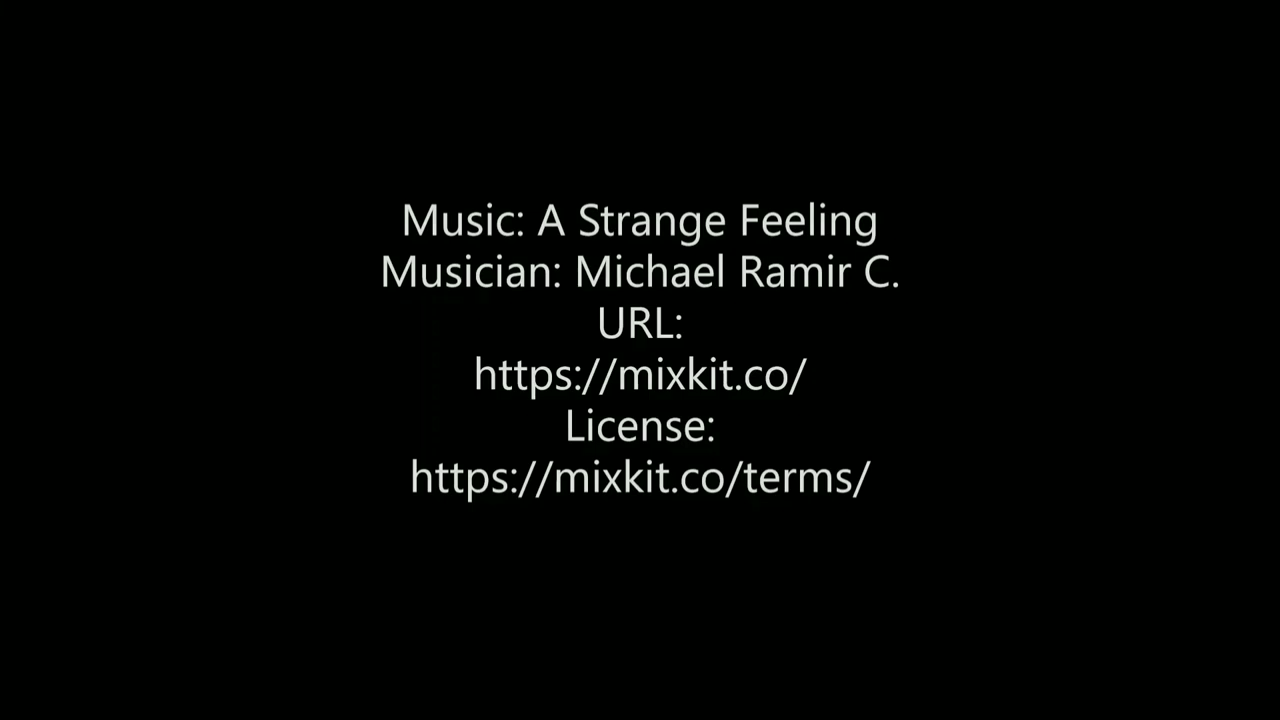 Music: A Strange Feeling
Musician: Michael Ramir C.
URL:
https://mixkit.co/
License:
https://mixkit.co/terms/